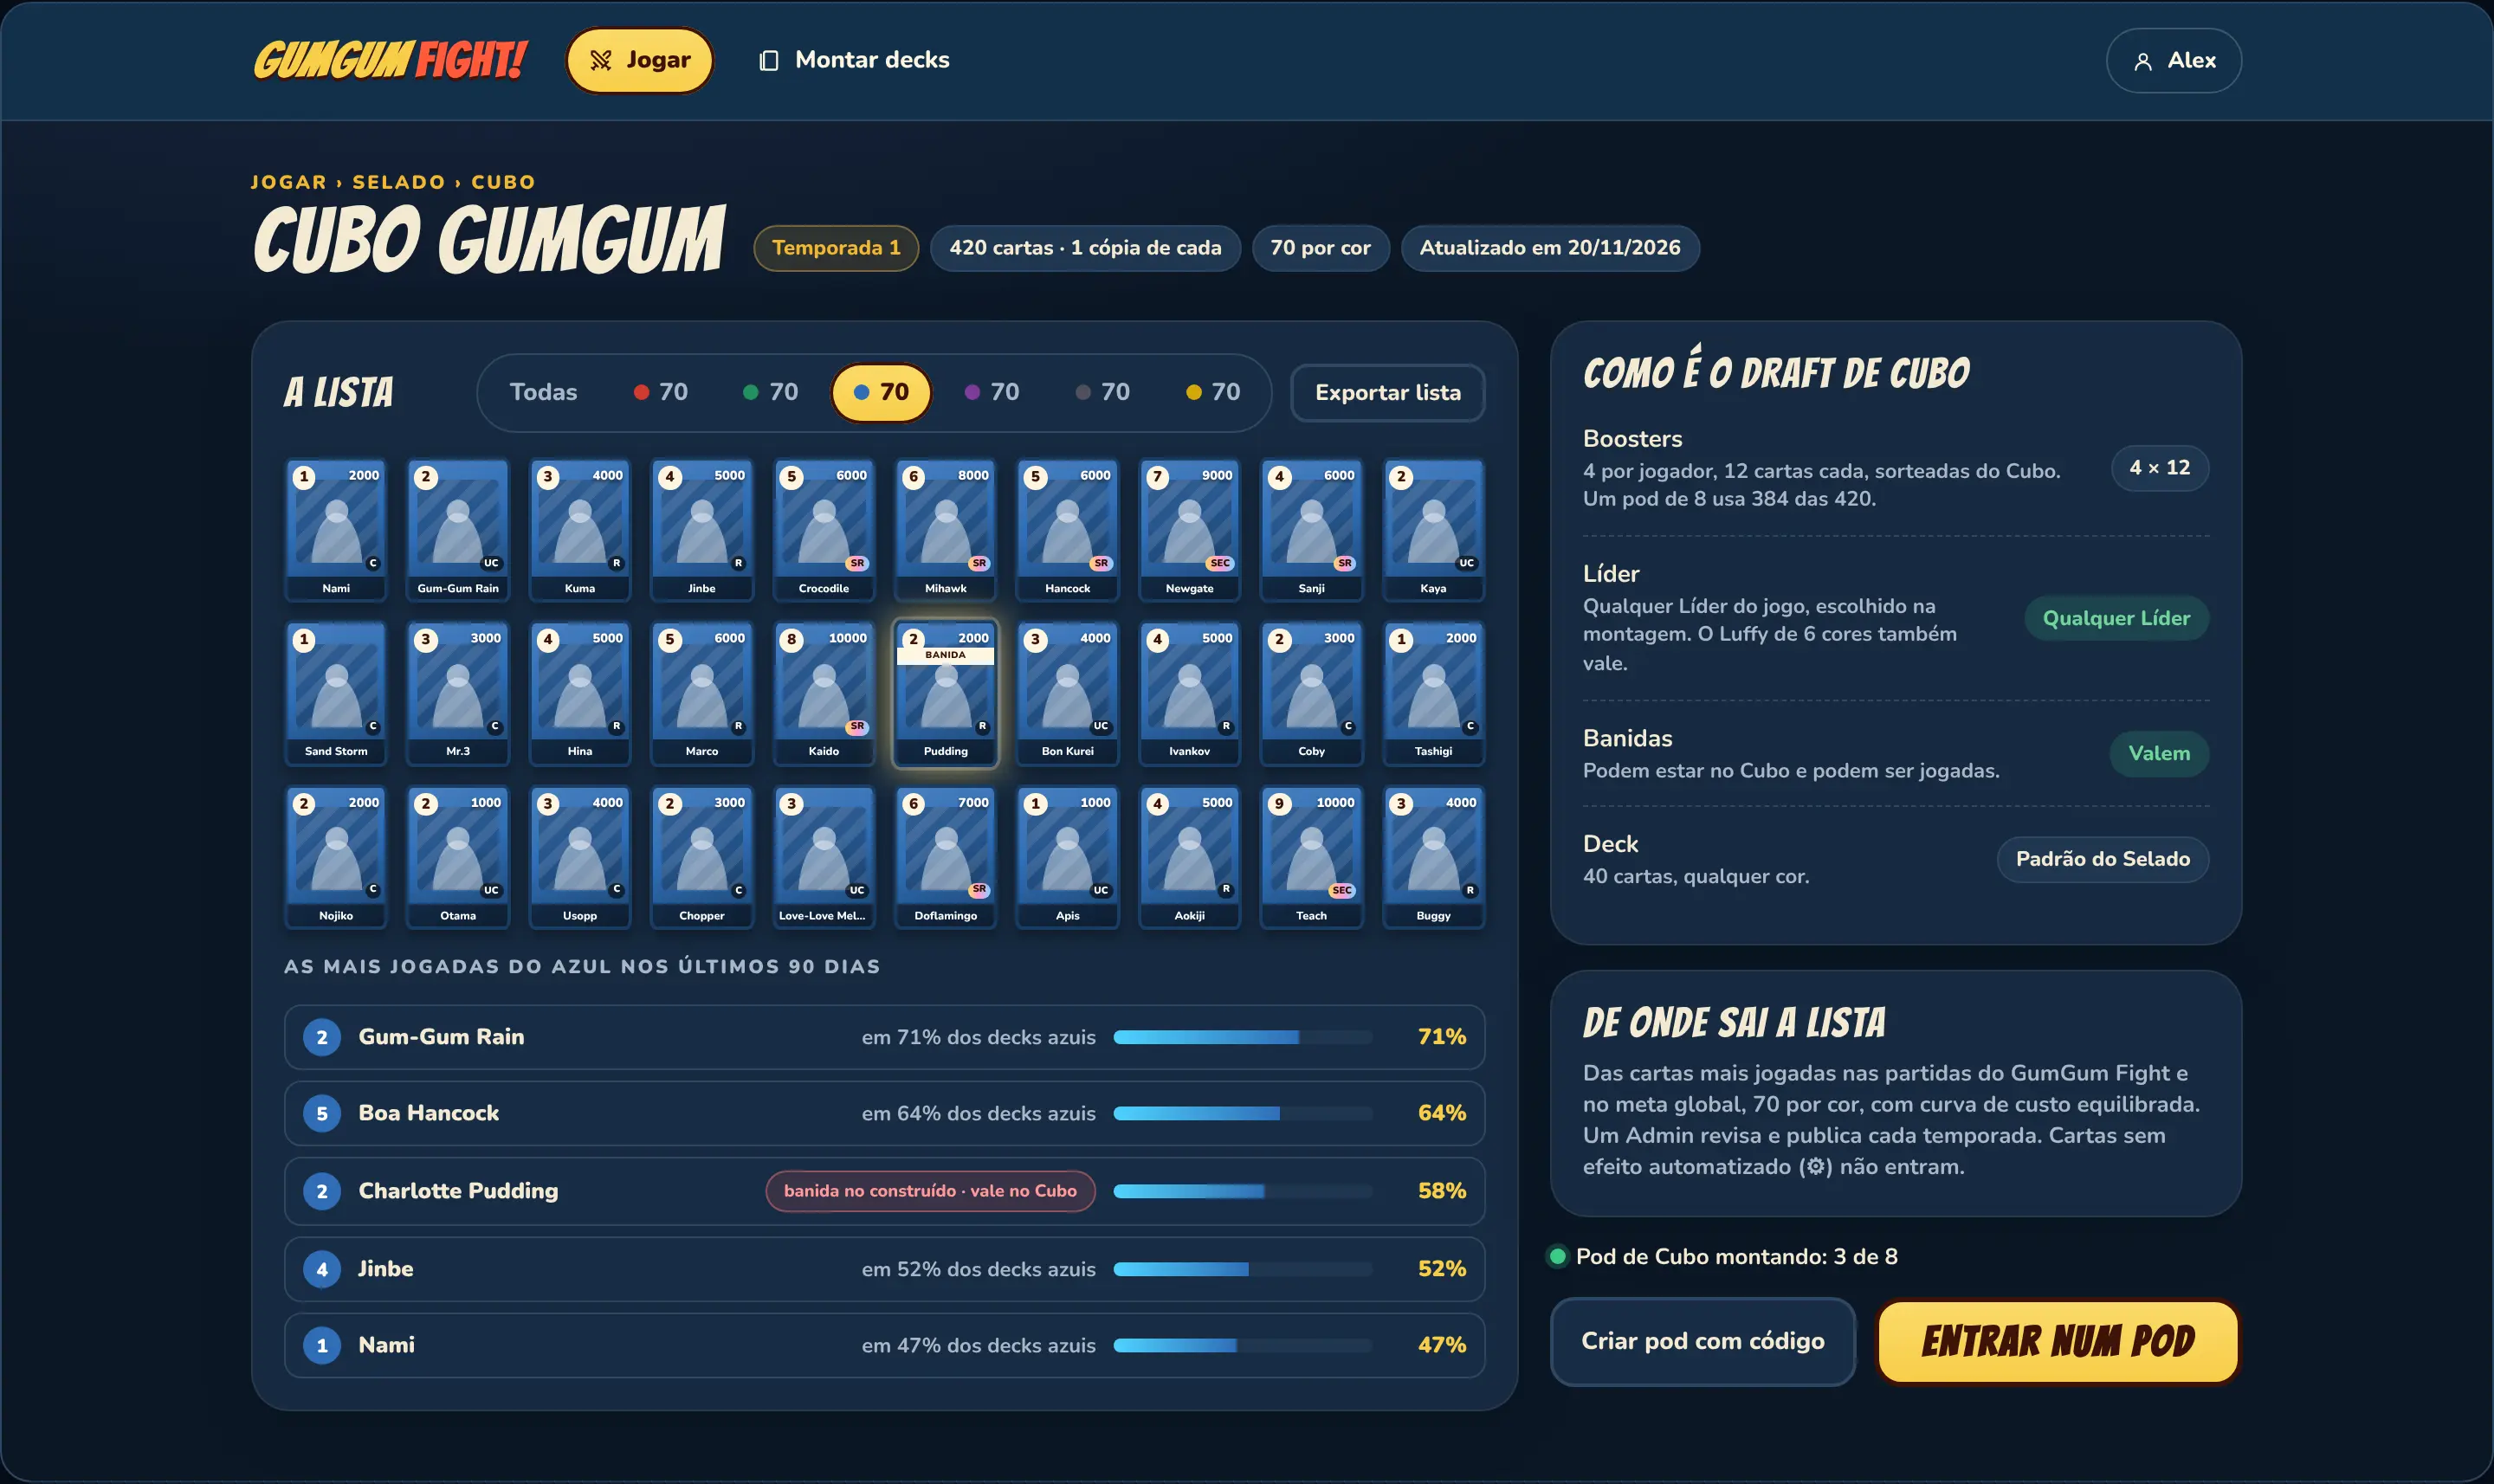 GUMGUM FIGHT!
Jogar
Montar decks
Alex
JOGAR › SELADO › CUBO
CUBO GUMGUM
Temporada 1
420 cartas · 1 cópia de cada
70 por cor
Atualizado em 20/11/2026
A LISTA
Todas
70
70
70
70
70
70
Exportar lista
1 2000 C Nami
2 UC Gum-Gum Rain
3 4000 R Kuma
4 5000 R Jinbe
5 6000 SR Crocodile
6 8000 SR Mihawk
5 6000 SR Hancock
7 9000 SEC Newgate
4 6000 SR Sanji
2 UC Kaya
1 C Sand Storm
3 3000 C Mr.3
4 5000 R Hina
5 6000 R Marco
8 10000 SR Kaido
2 2000 BANIDA R Pudding
3 4000 UC Bon Kurei
4 5000 R Ivankov
2 3000 C Coby
1 2000 C Tashigi
2 2000 C Nojiko
2 1000 UC Otama
3 4000 C Usopp
2 3000 C Chopper
3 UC Love-Love Mel...
6 7000 SR Doflamingo
1 1000 UC Apis
4 5000 R Aokiji
9 10000 SEC Teach
3 4000 R Buggy
AS MAIS JOGADAS DO AZUL NOS ÚLTIMOS 90 DIAS
2 Gum-Gum Rain em 71% dos decks azuis 71%
5 Boa Hancock em 64% dos decks azuis 64%
2 Charlotte Pudding banida no construído · vale no Cubo 58%
4 Jinbe em 52% dos decks azuis 52%
1 Nami em 47% dos decks azuis 47%
COMO É O DRAFT DE CUBO
Boosters
4 por jogador, 12 cartas cada, sorteadas do Cubo.
Um pod de 8 usa 384 das 420.
4 × 12
Líder
Qualquer Líder do jogo, escolhido na
montagem. O Luffy de 6 cores também
vale.
Qualquer Líder
Banidas
Podem estar no Cubo e podem ser jogadas.
Valem
Deck
40 cartas, qualquer cor.
Padrão do Selado
DE ONDE SAI A LISTA
Das cartas mais jogadas nas partidas do GumGum Fight e
no meta global, 70 por cor, com curva de custo equilibrada.
Um Admin revisa e publica cada temporada. Cartas sem
efeito automatizado (⚙) não entram.
Pod de Cubo montando: 3 de 8
Criar pod com código
ENTRAR NUM POD